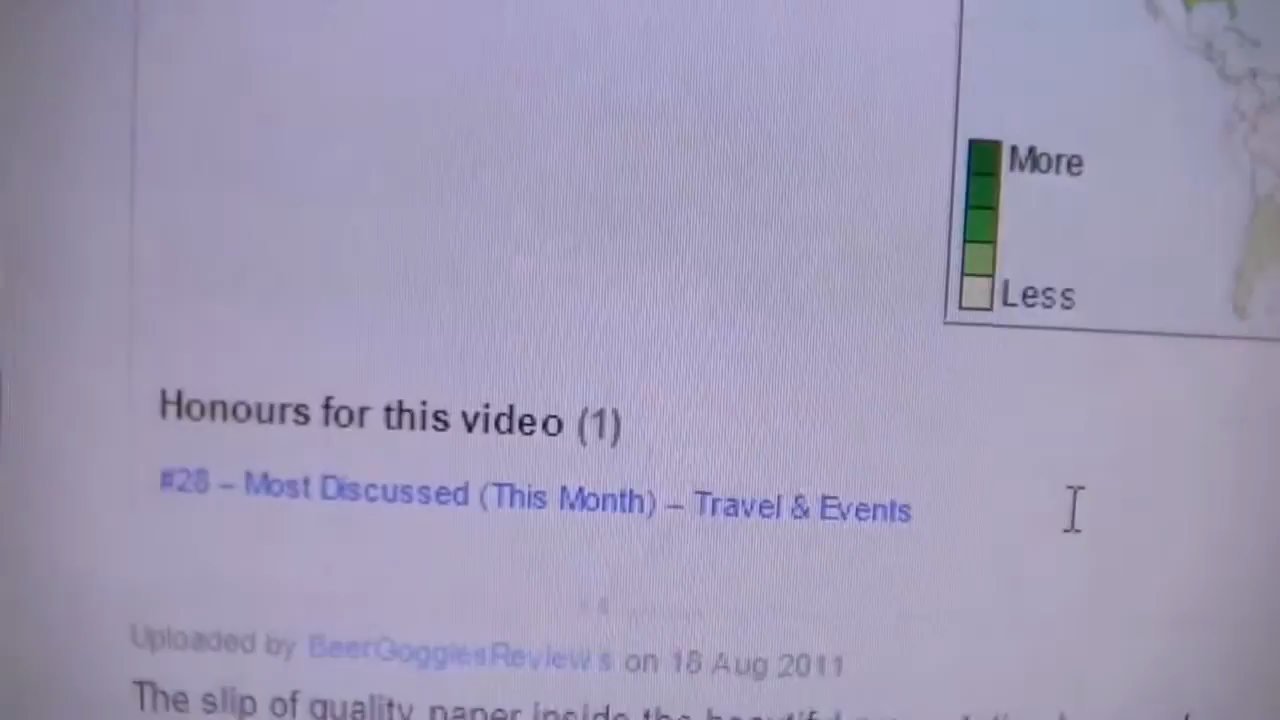 More
Less
Honours for this video (1)
#28 – Most Discussed (This Month) – Travel & Events
Uploaded by BeerGogglesReviews on 18 Aug 2011
The slip of quality paper inside the